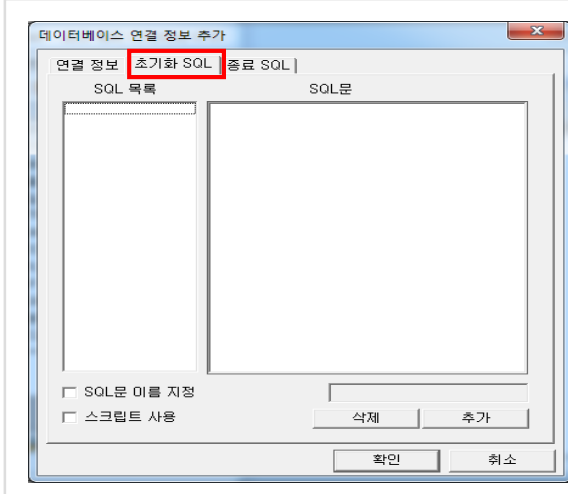 데이터베이스 연결 정보 추가
연결 정보 초기화 SQL 종료 SQL
SQL 목록 SQL문
SQL문 이름 지정
스크립트 사용 삭제 추가
확인 취소